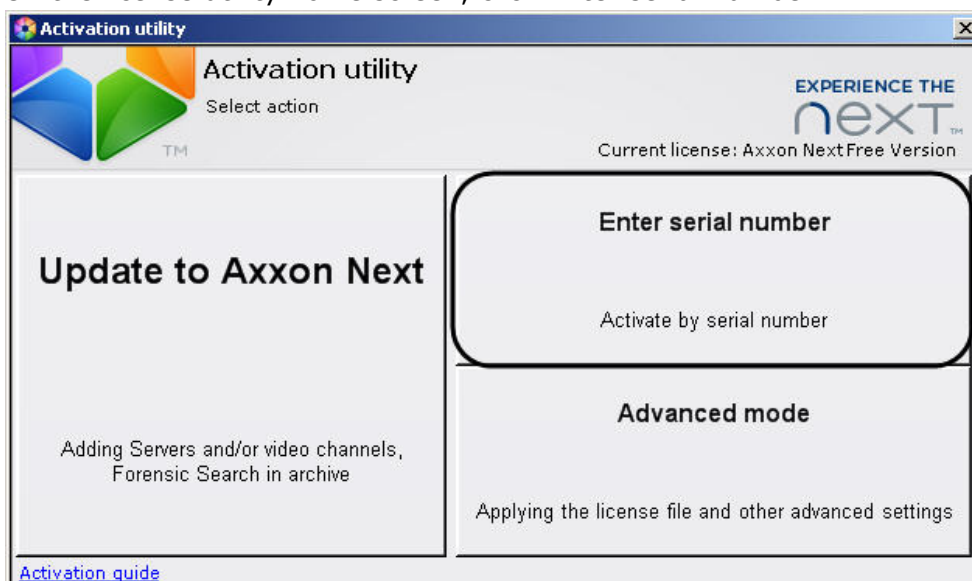 Activation utility
Activation utility
Select action
EXPERIENCE THE
next™
TM
Current license: Axxon Next Free Version
Update to Axxon Next
Adding Servers and/or video channels,
Forensic Search in archive
Enter serial number
Activate by serial number
Advanced mode
Applying the license file and other advanced settings
Activation guide